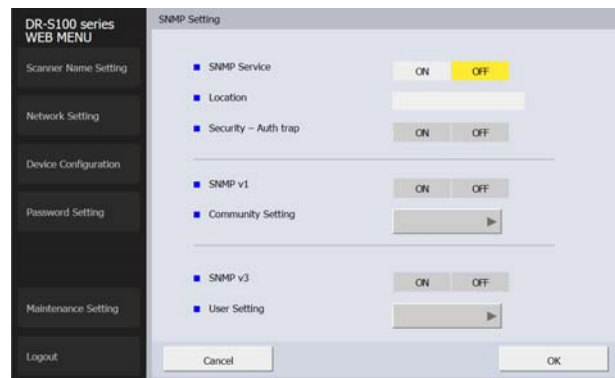 DR-S100 series
WEB MENU
Scanner Name Setting
Network Setting
Device Configuration
Password Setting
Maintenance Setting
Logout
SNMP Setting
SNMP Service ON OFF
Location
Security – Auth trap ON OFF
SNMP v1 ON OFF
Community Setting
SNMP v3 ON OFF
User Setting
Cancel OK